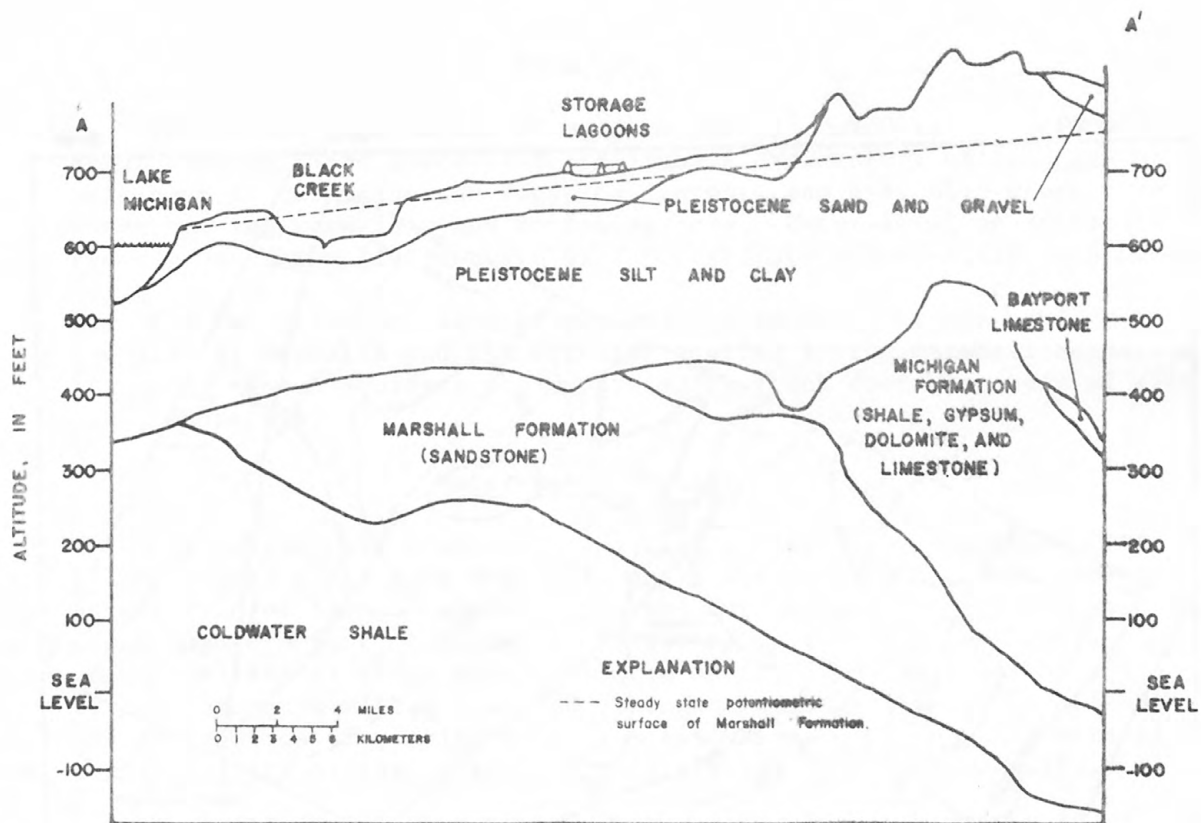 A
A'
STORAGE
LAGOONS
LAKE
MICHIGAN
BLACK
CREEK
PLEISTOCENE SAND AND GRAVEL
PLEISTOCENE SILT AND CLAY
BAYPORT
LIMESTONE
MICHIGAN
FORMATION
(SHALE, GYPSUM,
DOLOMITE, AND
LIMESTONE)
MARSHALL FORMATION
(SANDSTONE)
COLDWATER SHALE
ALTITUDE, IN FEET
700
600
500
400
300
200
100
SEA
LEVEL
-100
700
600
500
400
300
200
100
SEA
LEVEL
-100
EXPLANATION
Steady state potentiometric
surface of Marshall Formation.
0 2 4 MILES
0 1 2 3 4 5 6 KILOMETERS